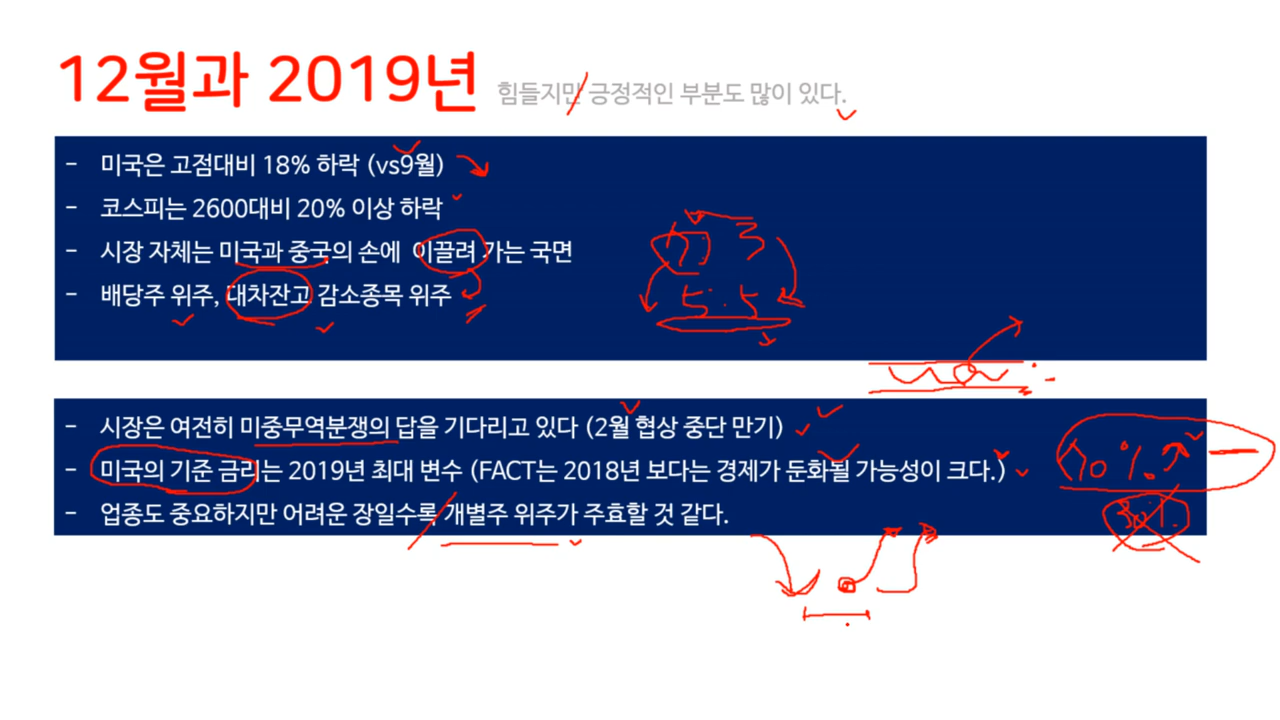 12월과 2019년 힘들지만 긍정적인 부분도 많이 있다.
- 미국은 고점대비 18% 하락 (vs9월)
- 코스피는 2600대비 20% 이상 하락
- 시장 자체는 미국과 중국의 손에 이끌려 가는 국면
- 배당주 위주, 대차잔고 감소종목 위주
3
5.5
- 시장은 여전히 미중무역분쟁의 답을 기다리고 있다 (2월 협상 중단 만기)
- 미국의 기준 금리는 2019년 최대 변수 (FACT는 2018년 보다는 경제가 둔화될 가능성이 크다.)
- 업종도 중요하지만 어려운 장일수록 개별주 위주가 주효할 것 같다.